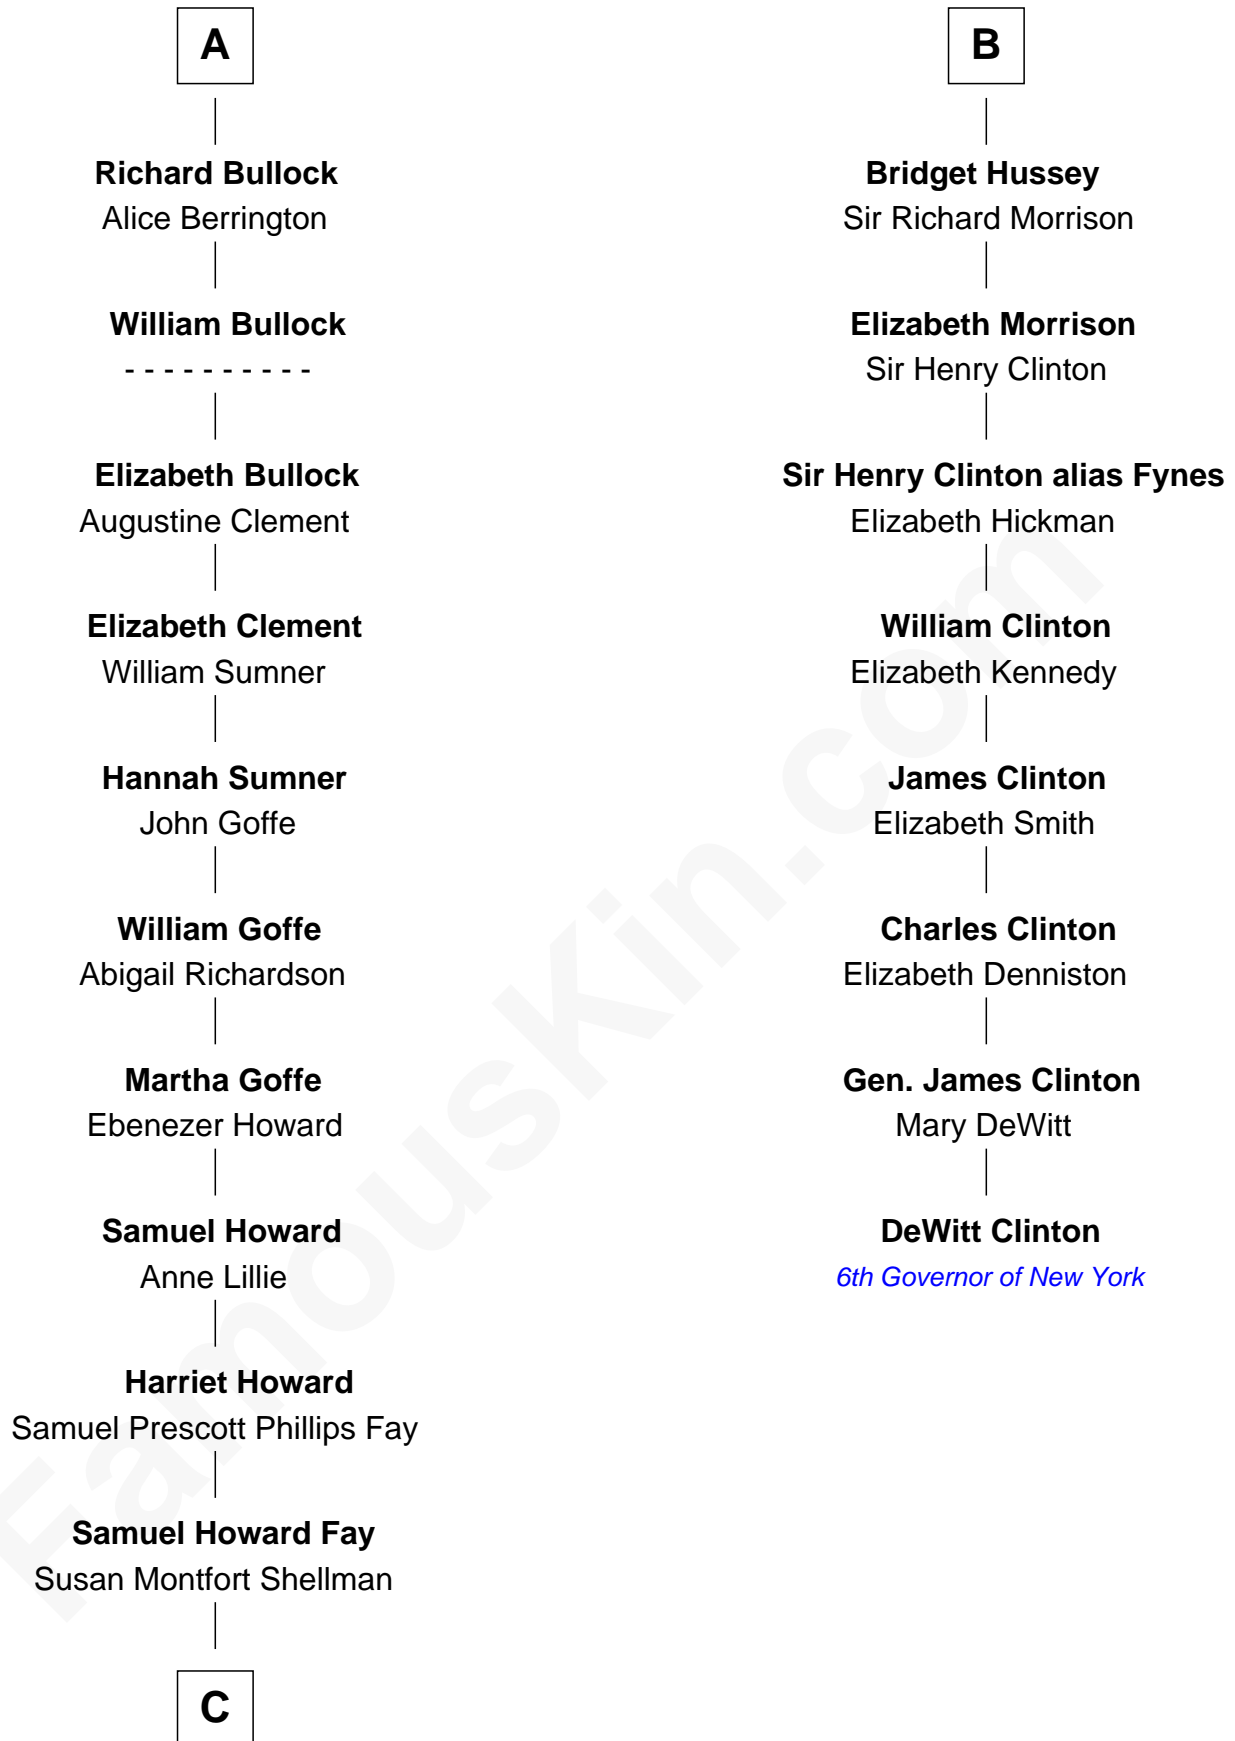 A
Richard Bullock
Alice Berrington
William Bullock
- - - - - - - - - -
Elizabeth Bullock
Augustine Clement
Elizabeth Clement
William Sumner
Hannah Sumner
John Goffe
William Goffe
Abigail Richardson
Martha Goffe
Ebenezer Howard
Samuel Howard
Anne Lillie
Harriet Howard
Samuel Prescott Phillips Fay
Samuel Howard Fay
Susan Montfort Shellman
C
B
Bridget Hussey
Sir Richard Morrison
Elizabeth Morrison
Sir Henry Clinton
Sir Henry Clinton alias Fynes
Elizabeth Hickman
William Clinton
Elizabeth Kennedy
James Clinton
Elizabeth Smith
Charles Clinton
Elizabeth Denniston
Gen. James Clinton
Mary DeWitt
DeWitt Clinton
6th Governor of New York
FamousKin.com